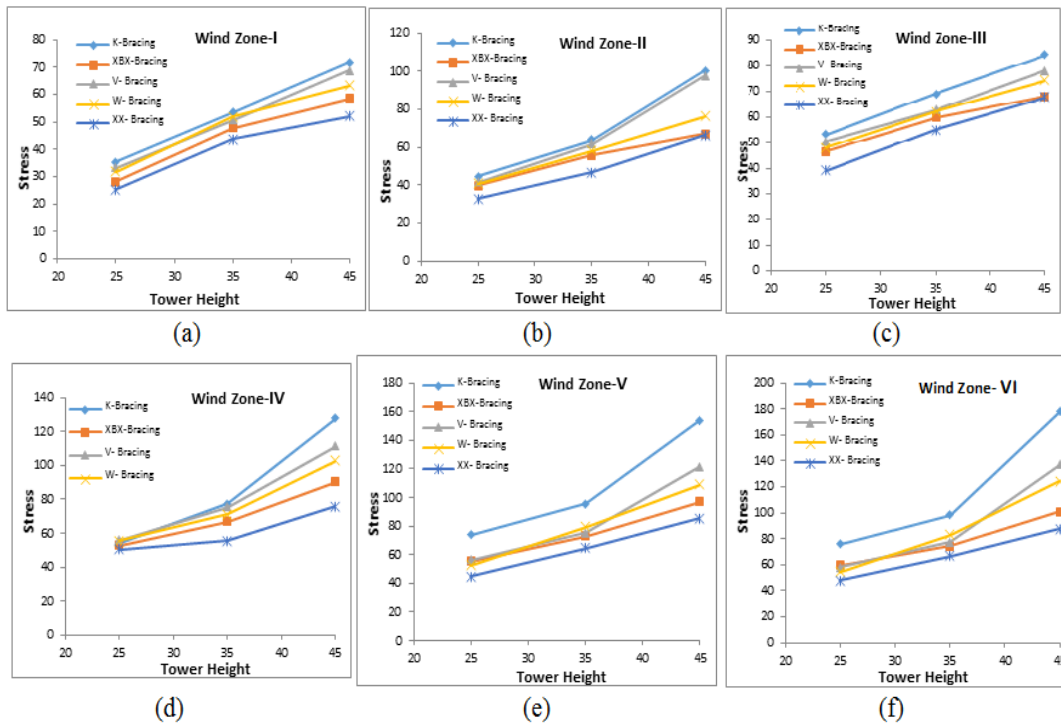 Wind Zone-I
K-Bracing
XBX-Bracing
V- Bracing
W- Bracing
XX- Bracing
80
70
60
50
40
30
20
10
0
Stress
20 25 30 35 40 45
Tower Height
(a)
Wind Zone-II
K-Bracing
XBX-Bracing
V- Bracing
W- Bracing
XX- Bracing
120
100
80
60
40
20
0
Stress
20 25 30 35 40 45
Tower Height
(b)
Wind Zone-III
K-Bracing
XBX-Bracing
V- Bracing
W- Bracing
XX- Bracing
90
80
70
60
50
40
30
20
10
0
Stress
20 25 30 35 40 45
Tower Height
(c)
Wind Zone-IV
K-Bracing
XBX-Bracing
V- Bracing
W- Bracing
140
120
100
80
60
40
20
0
Stress
20 25 30 35 40 45
Tower Height
(d)
Wind Zone-V
K-Bracing
XBX-Bracing
V- Bracing
W- Bracing
XX- Bracing
180
160
140
120
100
80
60
40
20
0
Stress
20 25 30 35 40 45
Tower Height
(e)
Wind Zone- VI
K-Bracing
XBX-Bracing
V- Bracing
W- Bracing
XX- Bracing
200
180
160
140
120
100
80
60
40
20
0
Stress
20 25 30 35 40 45
Tower Height
(f)